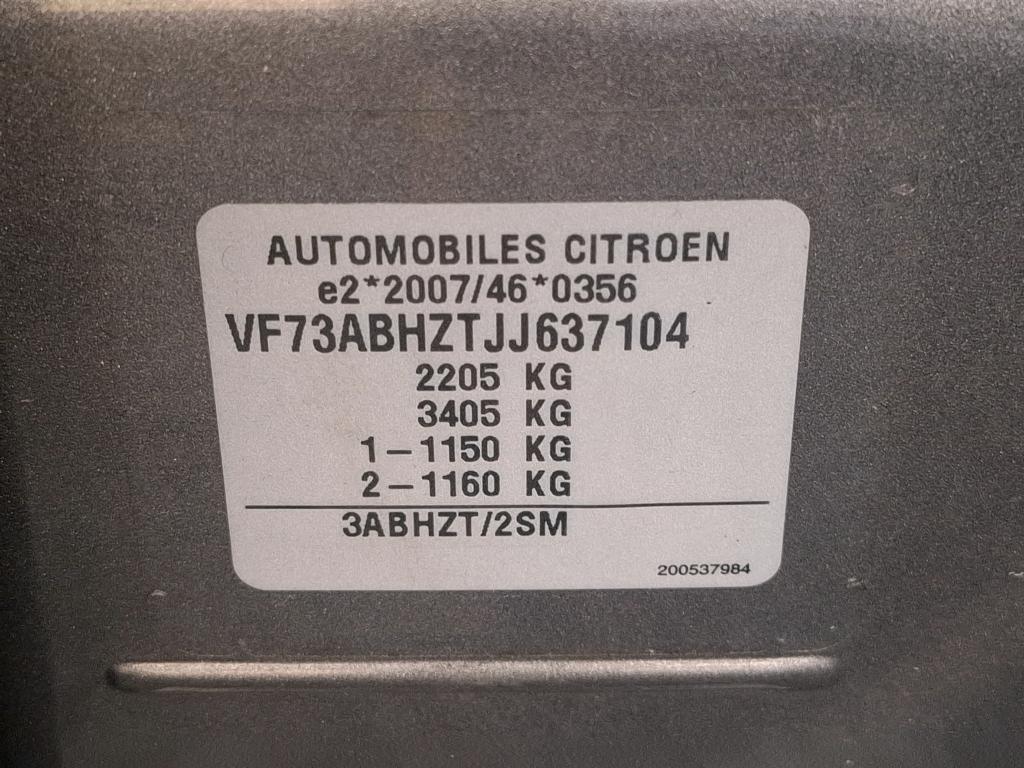 AUTOMOBILES CITROEN
e2*2007/46*0356
VF73ABHZTJJ637104
2205 KG
3405 KG
1-1150 KG
2-1160 KG
3ABHZT/2SM
200537984